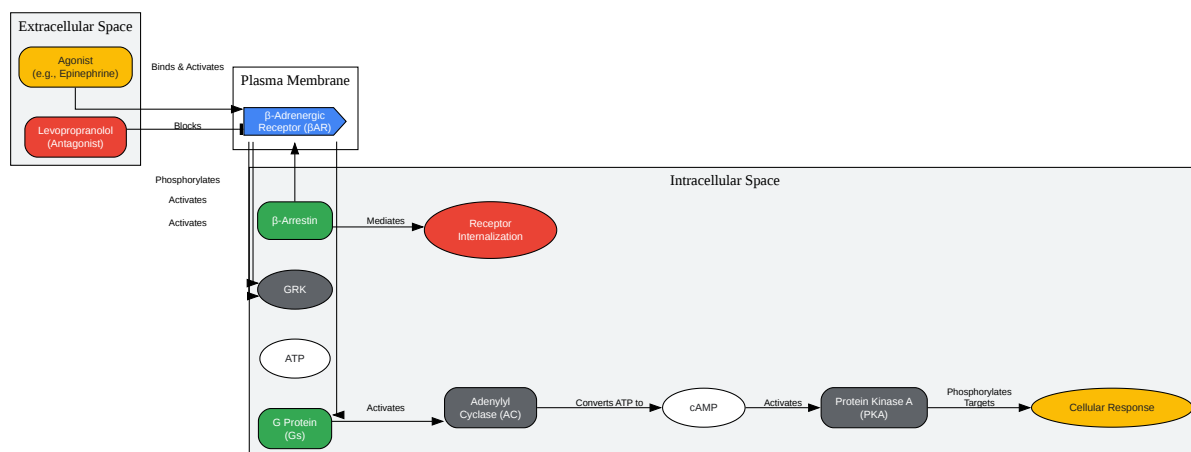 Extracellular Space
Agonist
(e.g., Epinephrine)
Binds & Activates
Plasma Membrane
β-Adrenergic
Receptor (βAR)
Levopropranolol
(Antagonist)
Blocks
Intracellular Space
Phosphorylates
Activates
Activates
β-Arrestin
Mediates
Receptor
Internalization
GRK
ATP
G Protein
(Gs)
Activates
Adenylyl
Cyclase (AC)
Converts ATP to
cAMP
Activates
Protein Kinase A
(PKA)
Phosphorylates
Targets
Cellular Response